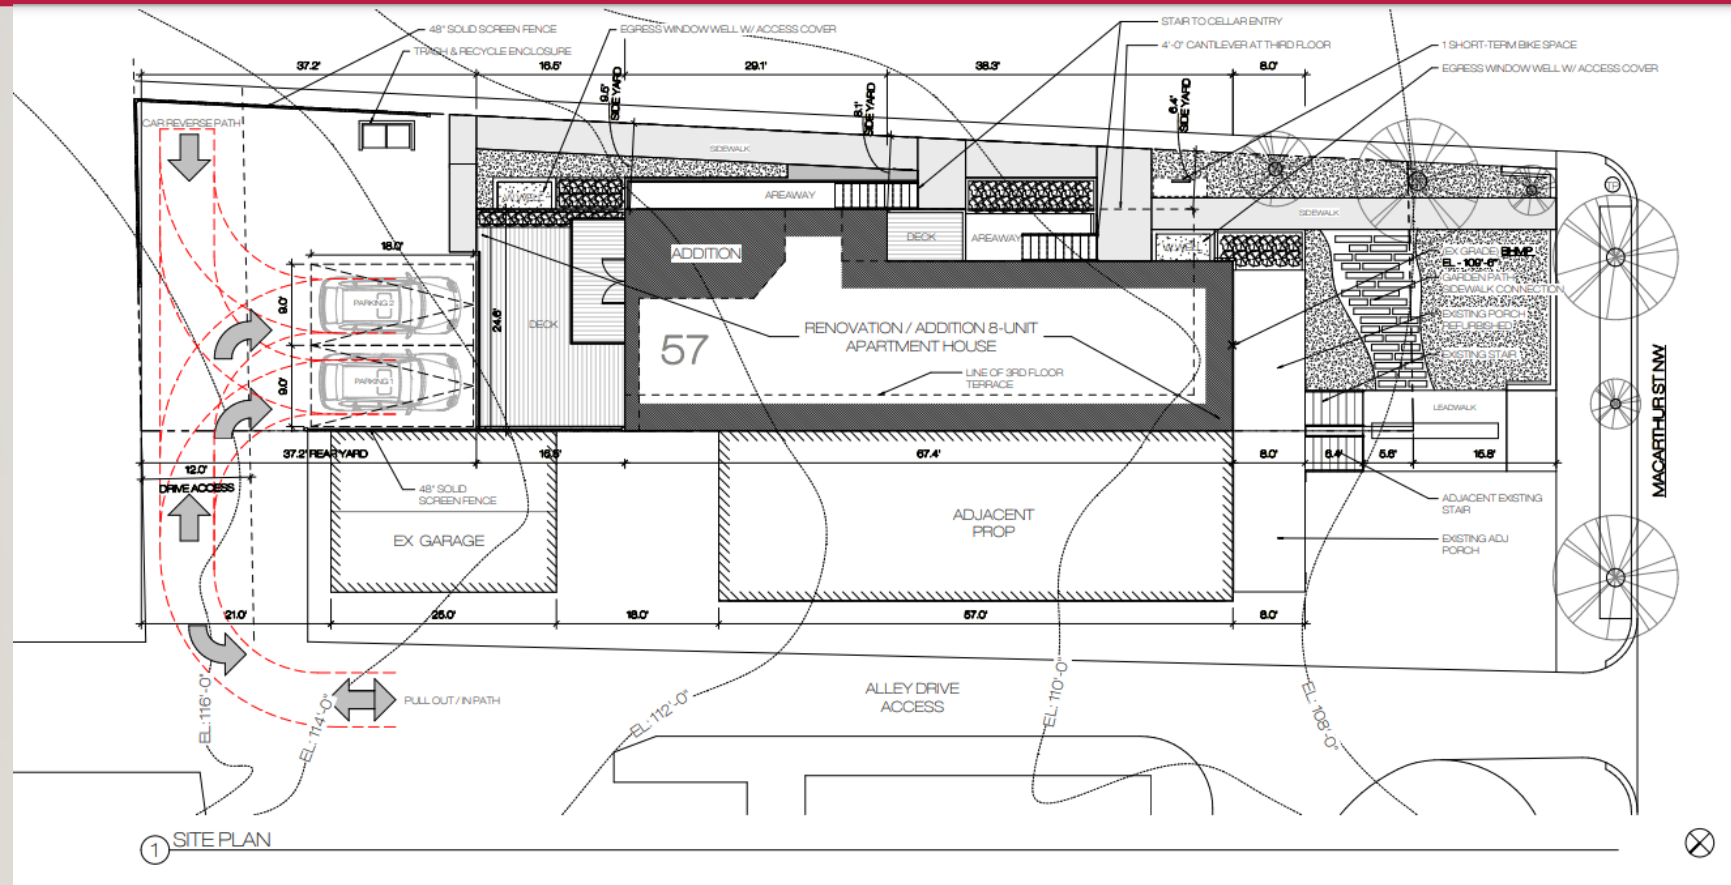 48" SOLID SCREEN FENCE
TRASH & RECYCLE ENCLOSURE
EGRESS WINDOW WELL W/ ACCESS COVER
STAIR TO CELLAR ENTRY
4'-0" CANTILEVER AT THIRD FLOOR
1 SHORT-TERM BIKE SPACE
EGRESS WINDOW WELL W/ ACCESS COVER
37.2'
16.5'
29.1'
38.3'
8.0'
9.5'
SIDE YARD
8.1'
SIDE YARD
6.4'
SIDE YARD
CAR REVERSE PATH
SIDEWALK
W.WELL
AREAWAY
TP
SIDEWALK
ADDITION
DECK
AREAWAY
W.WELL
18.0'
(EX GRADE) BHMP
EL - 109'-6"
GARDEN PATH
SIDEWALK CONNECTION
EXISTING PORCH
REFURBISHED
EXISTING STAIR
9.0'
PARKING 2
24.6'
DECK
57
RENOVATION / ADDITION 8-UNIT
APARTMENT HOUSE
LINE OF 3RD FLOOR
TERRACE
9.0'
PARKING 1
LEADWALK
MACARTHUR ST NW
37.2' REAR YARD
16.5'
67.4'
8.0'
6.4'
5.6'
15.8'
12.0'
DRIVE ACCESS
48" SOLID
SCREEN FENCE
EX GARAGE
ADJACENT
PROP
ADJACENT EXISTING
STAIR
EXISTING ADJ
PORCH
21.0'
25.0'
18.0'
57.0'
8.0'
EL: 116'-0"
EL: 114'-0"
EL: 112'-0"
EL: 110'-0"
EL: 108'-0"
PULL OUT / IN PATH
ALLEY DRIVE
ACCESS
1 SITE PLAN